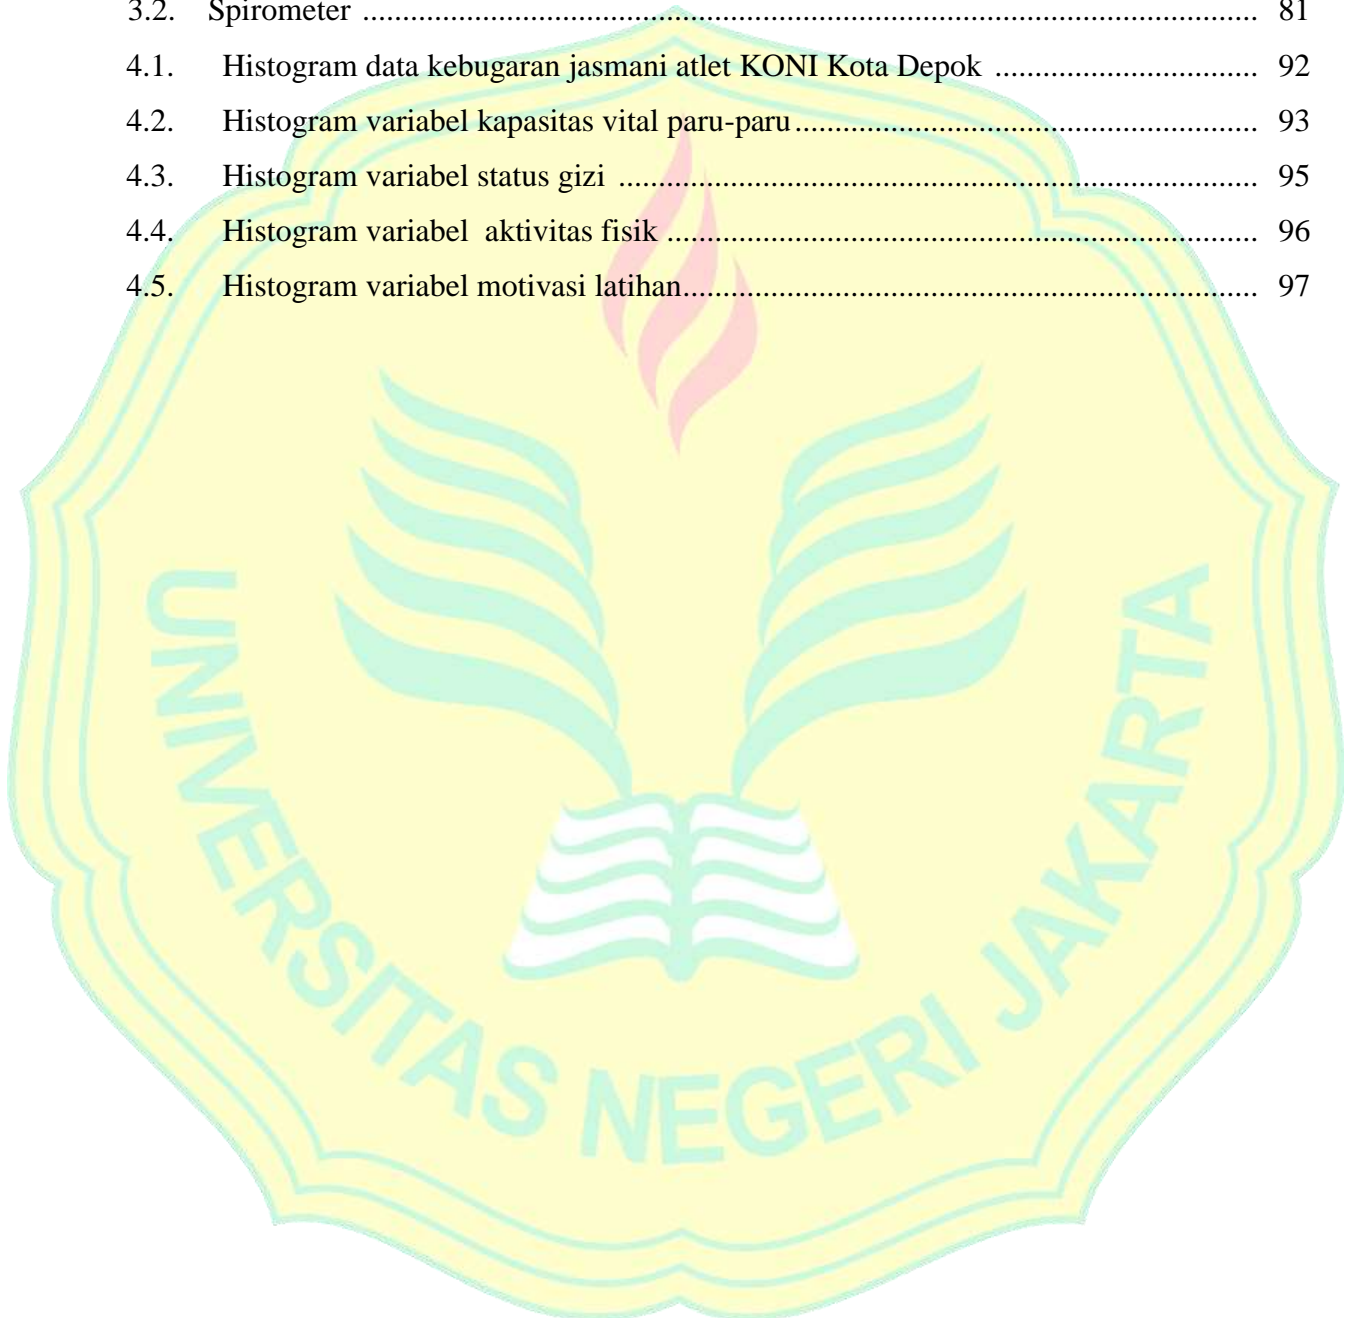 3.2. Spirometer ........................................................................................................ 81
4.1. Histogram data kebugaran jasmani atlet KONI Kota Depok ................................ 92
4.2. Histogram variabel kapasitas vital paru-paru ......................................................... 93
4.3. Histogram variabel status gizi ............................................................................... 95
4.4. Histogram variabel aktivitas fisik .......................................................................... 96
4.5. Histogram variabel motivasi latihan ....................................................................... 97
UNIVERSITAS NEGERI JAKARTA